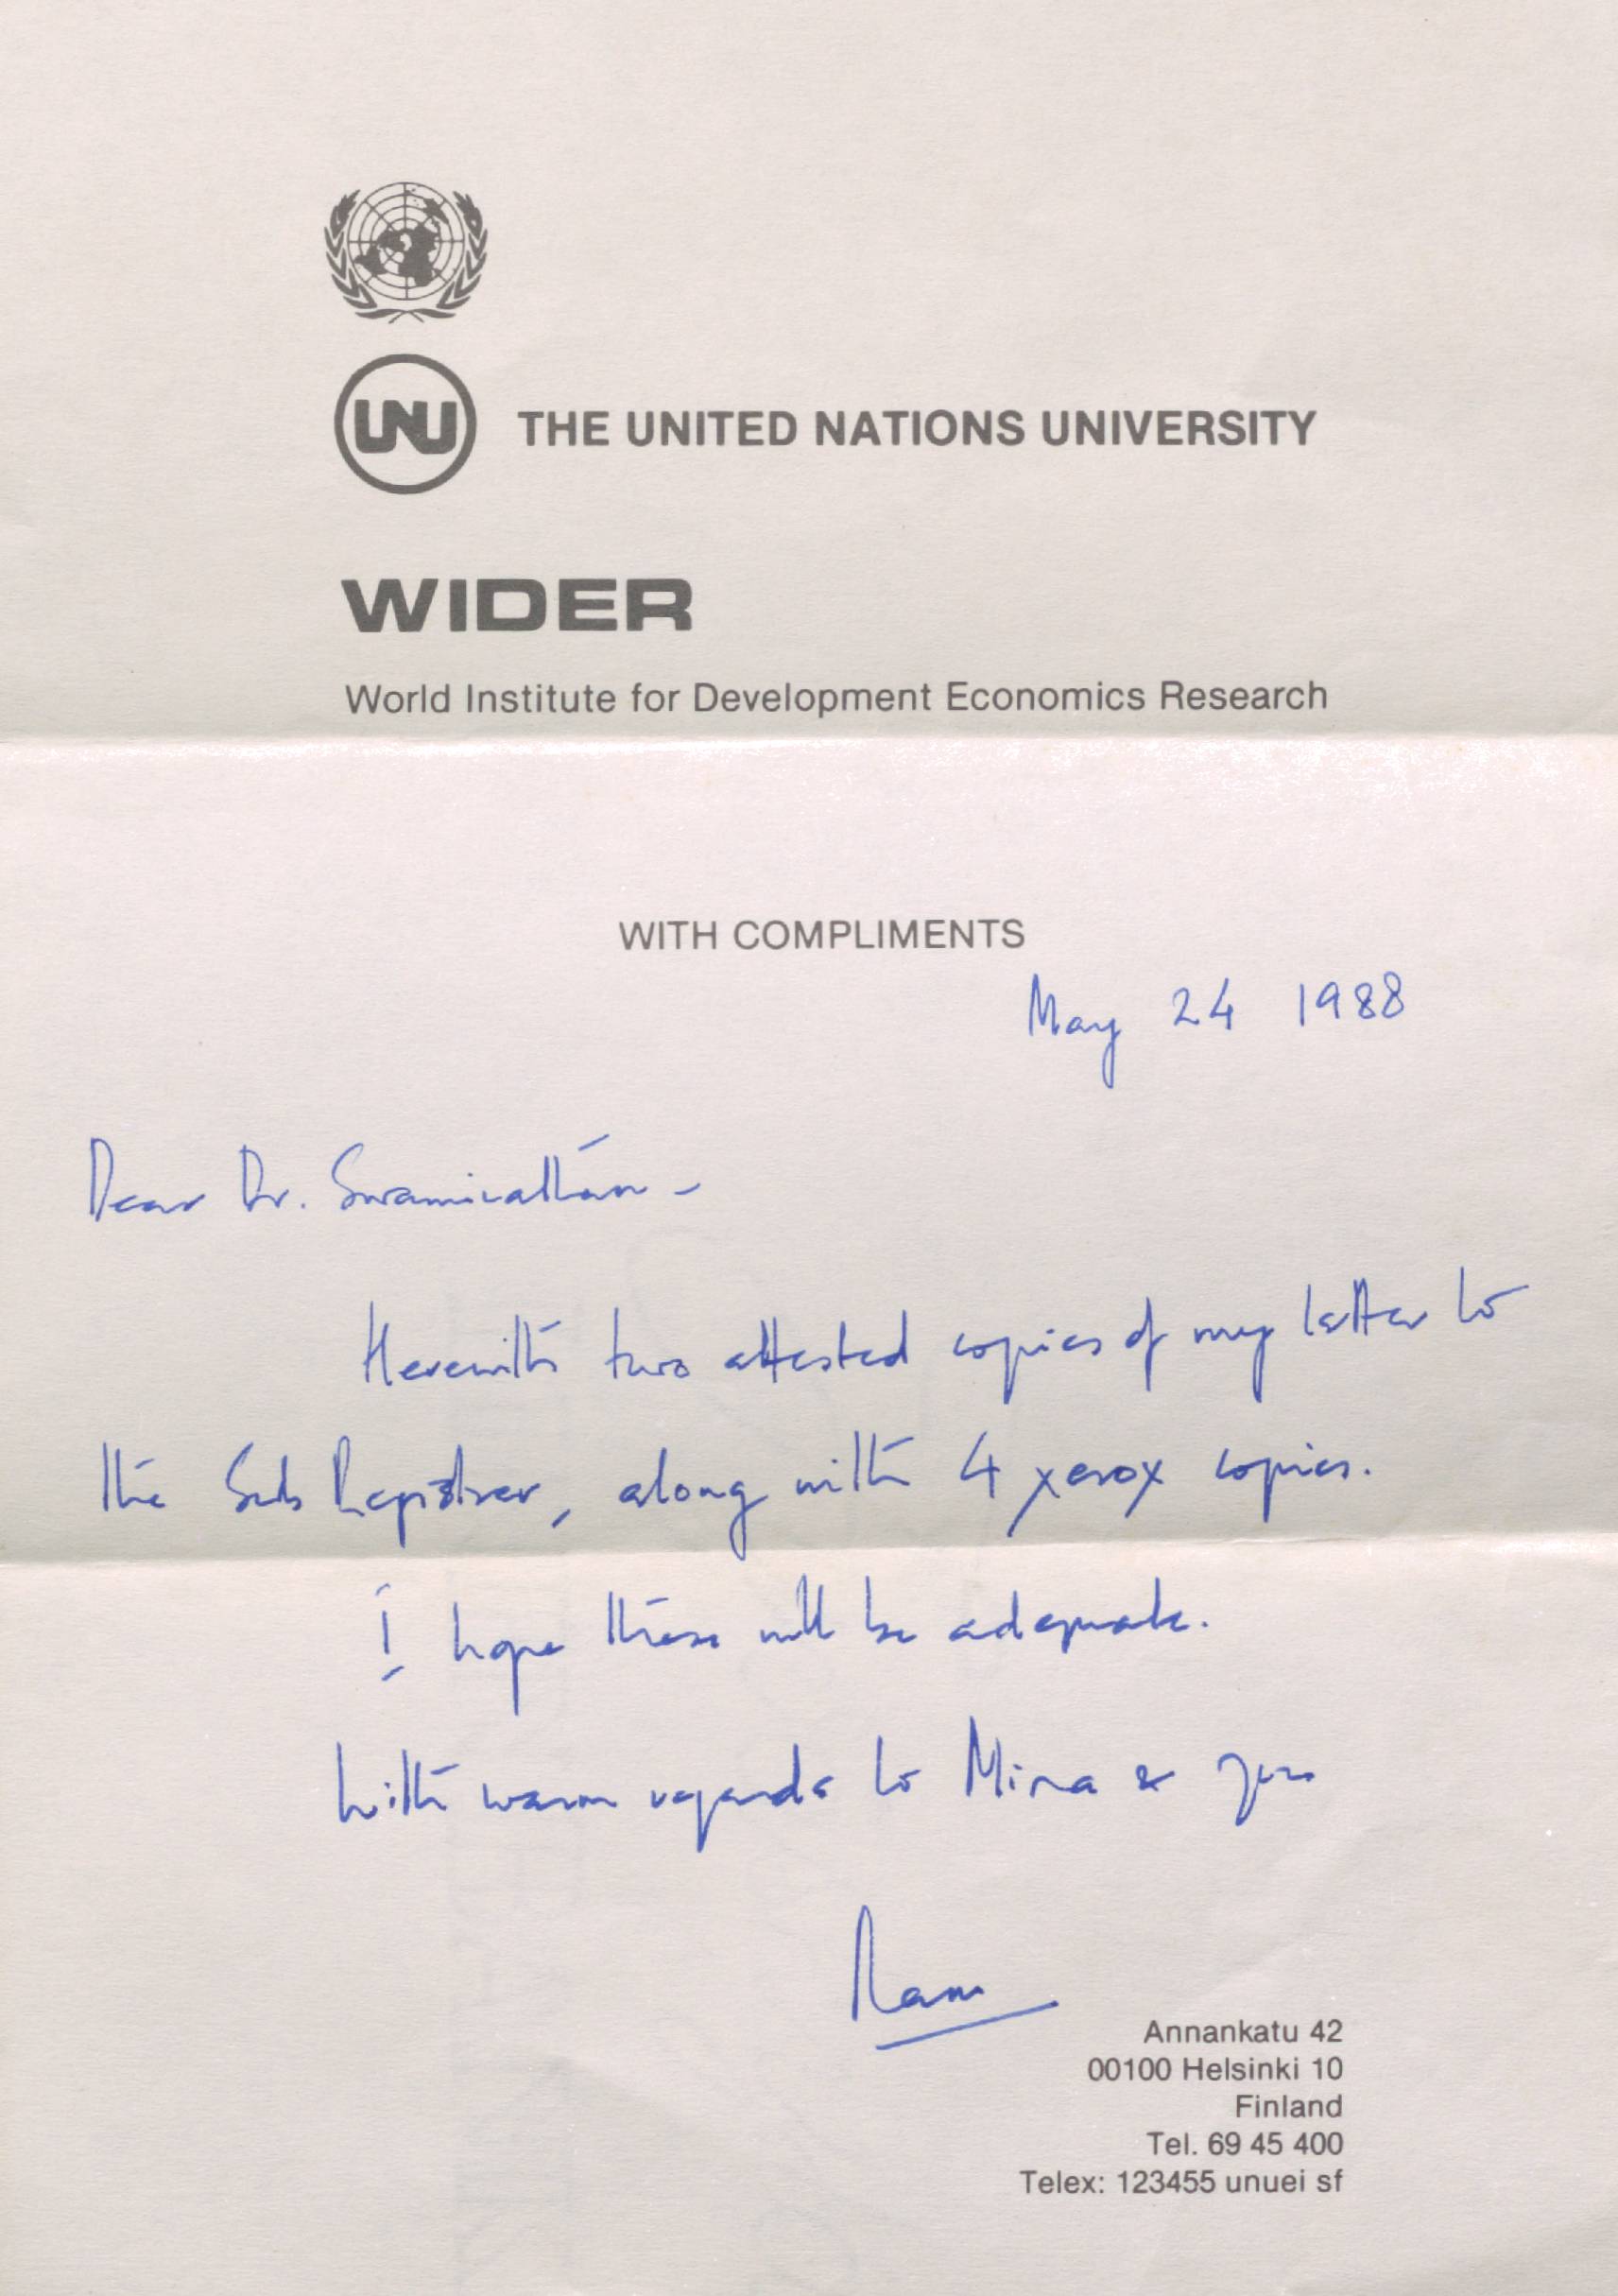 UNU THE UNITED NATIONS UNIVERSITY
WIDER
World Institute for Development Economics Research
WITH COMPLIMENTS
May 24 1988
Dear Dr. Swaminathan -
Herewith two attested copies of my letter to
the Sub Registrar, along with 4 xerox copies.
I hope these will be adequate.
With warm regards to Mina & you
Ram
Annankatu 42
00100 Helsinki 10
Finland
Tel. 69 45 400
Telex: 123455 unuei sf